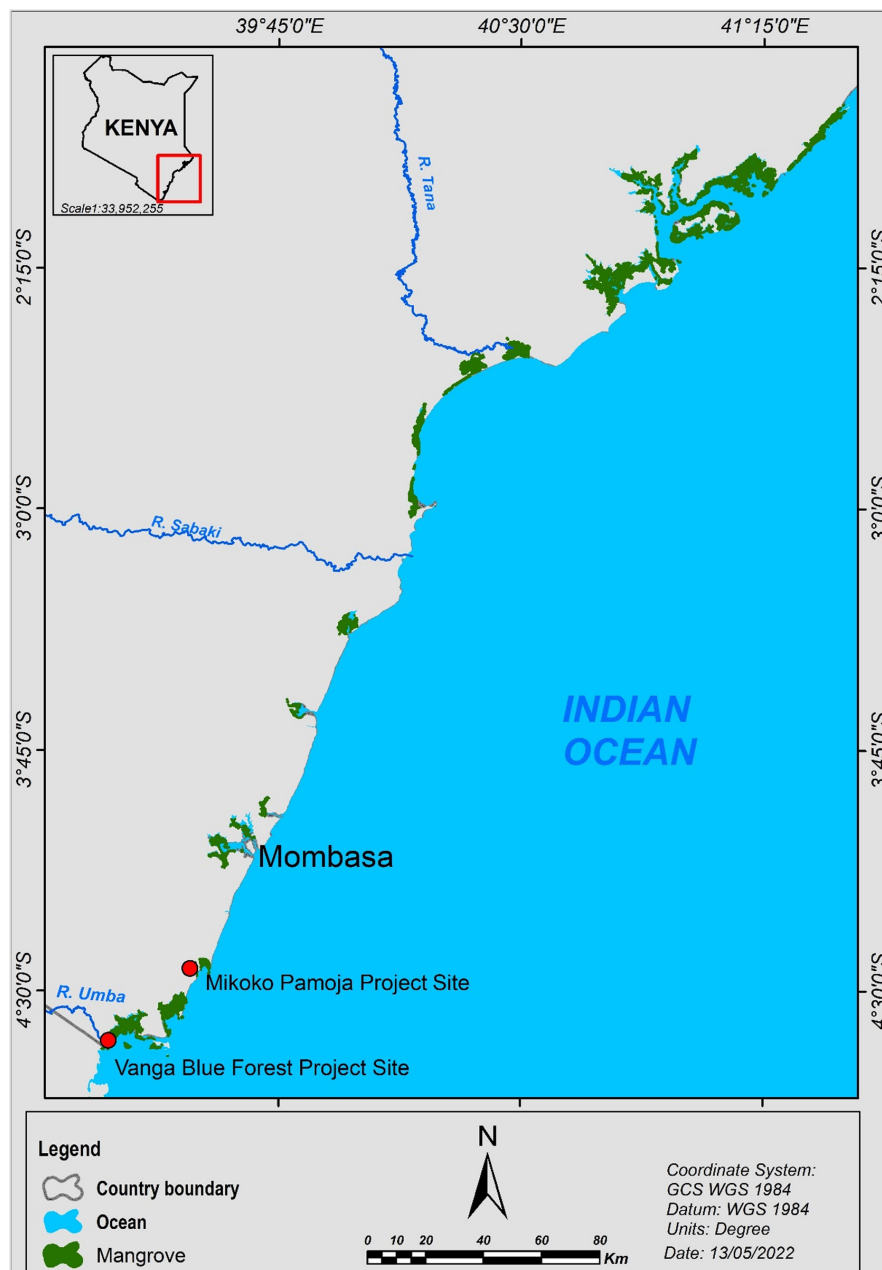 39°45'0"E
40°30'0"E
41°15'0"E
KENYA
Scale1:33,952,255
R. Tana
2°15'0"S
2°15'0"S
3°0'0"S
3°0'0"S
R. Sabaki
INDIAN
OCEAN
3°45'0"S
3°45'0"S
Mombasa
Mikoko Pamoja Project Site
4°30'0"S
4°30'0"S
R. Umba
Vanga Blue Forest Project Site
Legend
Country boundary
Ocean
Mangrove
N
0 10 20 40 60 80
Km
Coordinate System:
GCS WGS 1984
Datum: WGS 1984
Units: Degree
Date: 13/05/2022